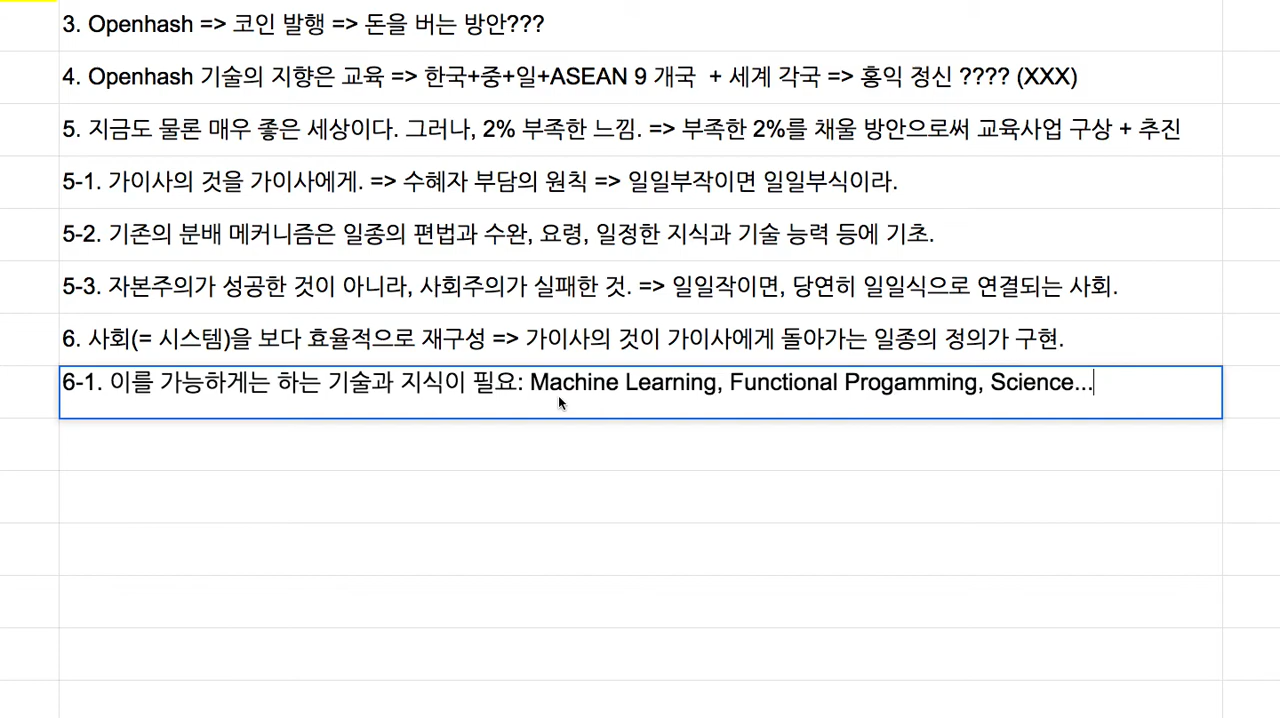 3. Openhash => 코인 발행 => 돈을 버는 방안???
4. Openhash 기술의 지향은 교육 => 한국+중+일+ASEAN 9 개국 + 세계 각국 => 홍익 정신 ???? (XXX)
5. 지금도 물론 매우 좋은 세상이다. 그러나, 2% 부족한 느낌. => 부족한 2%를 채울 방안으로써 교육사업 구상 + 추진
5-1. 가이사의 것을 가이사에게. => 수혜자 부담의 원칙 => 일일부작이면 일일부식이라.
5-2. 기존의 분배 메커니즘은 일종의 편법과 수완, 요령, 일정한 지식과 기술 능력 등에 기초.
5-3. 자본주의가 성공한 것이 아니라, 사회주의가 실패한 것. => 일일작이면, 당연히 일일식으로 연결되는 사회.
6. 사회(= 시스템)을 보다 효율적으로 재구성 => 가이사의 것이 가이사에게 돌아가는 일종의 정의가 구현.
6-1. 이를 가능하게는 하는 기술과 지식이 필요: Machine Learning, Functional Progamming, Science...